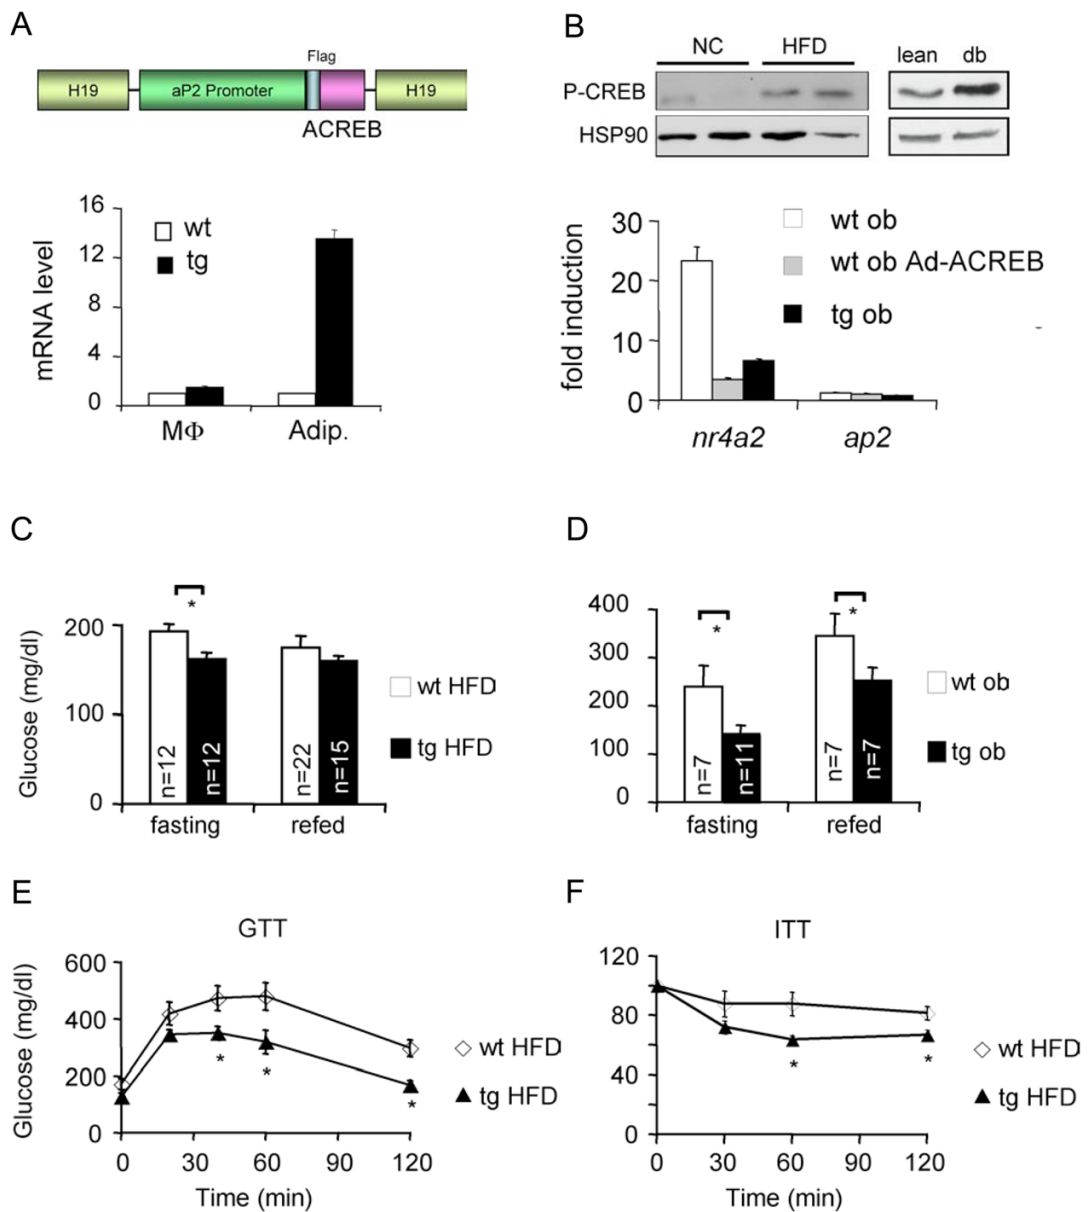 A
Flag
H19 aP2 Promoter H19
ACREB
mRNA level
16
12
8
4
0
wt
tg
MΦ Adip.
B
NC HFD lean db
P-CREB
HSP90
fold induction
30
20
10
0
wt ob
wt ob Ad-ACREB
tg ob
nr4a2 ap2
C
Glucose (mg/dl)
200
100
0
*
n=12 n=12 n=22 n=15
fasting refed
wt HFD
tg HFD
D
400
300
200
100
0
* *
n=7 n=11 n=7 n=7
fasting refed
wt ob
tg ob
E
GTT
Glucose (mg/dl)
600
400
200
0
* * *
0 30 60 90 120
Time (min)
wt HFD
tg HFD
F
ITT
120
80
40
0
* *
0 30 60 90 120
Time (min)
wt HFD
tg HFD